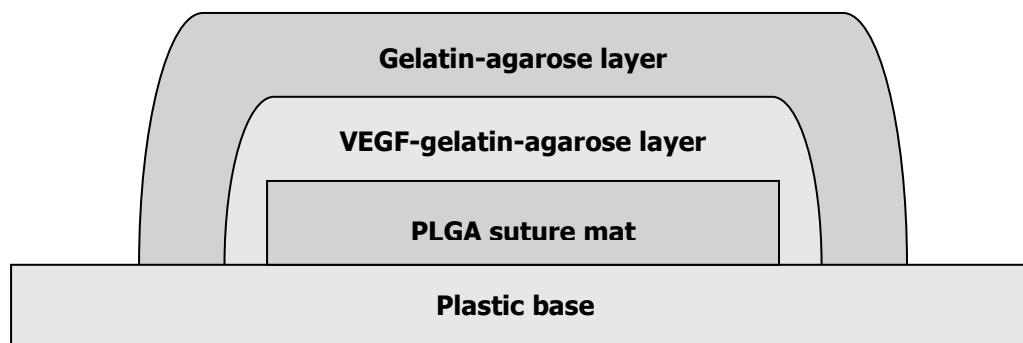 Gelatin-agarose layer
VEGF-gelatin-agarose layer
PLGA suture mat
Plastic base